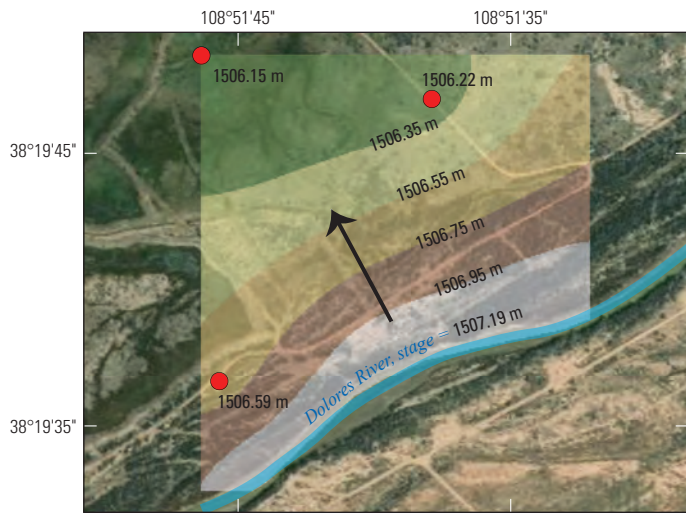 108°51'45"
108°51'35"
1506.15 m
1506.22 m
1506.35 m
38°19'45"
1506.55 m
1506.75 m
1506.95 m
Dolores River, stage = 1507.19 m
1506.59 m
38°19'35"